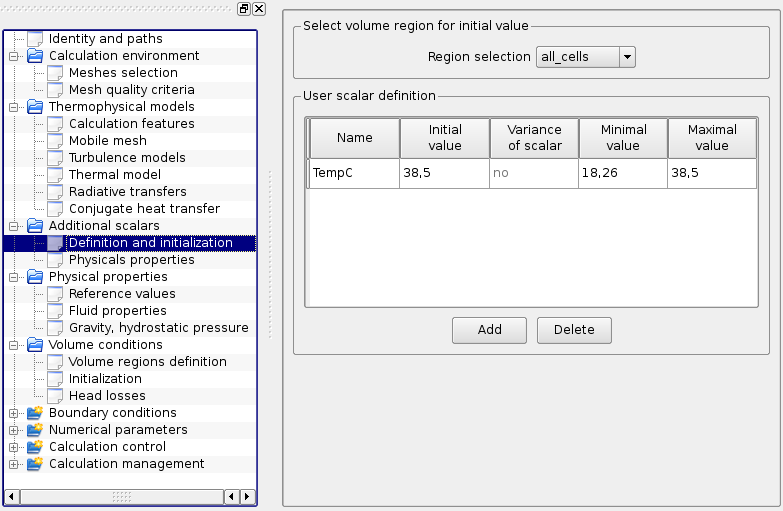 Identity and paths
Calculation environment
Meshes selection
Mesh quality criteria
Thermophysical models
Calculation features
Mobile mesh
Turbulence models
Thermal model
Radiative transfers
Conjugate heat transfer
Additional scalars
Definition and initialization
Physicals properties
Physical properties
Reference values
Fluid properties
Gravity, hydrostatic pressure
Volume conditions
Volume regions definition
Initialization
Head losses
Boundary conditions
Numerical parameters
Calculation control
Calculation management
Select volume region for initial value
Region selection all_cells
User scalar definition
Name Initial value Variance of scalar Minimal value Maximal value
TempC 38,5 no 18,26 38,5
Add Delete